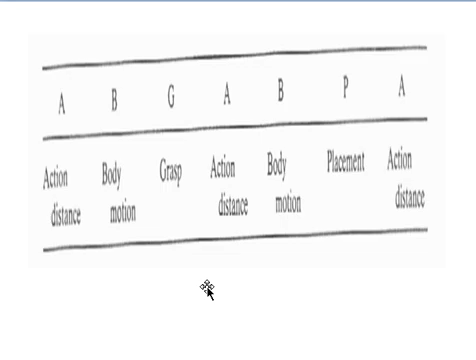 A B G A B P A
Action Body Grasp Action Body Placement Action
distance motion distance motion distance